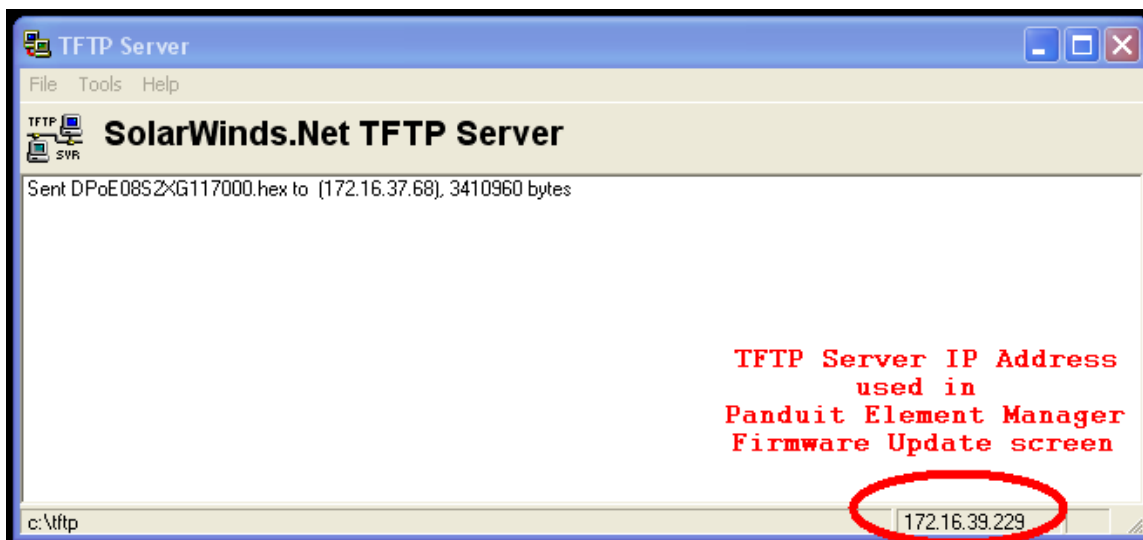 TFTP Server
File Tools Help
TFTP
SVR
SolarWinds.Net TFTP Server
Sent DPoE08S2XG117000.hex to (172.16.37.68), 3410960 bytes
TFTP Server IP Address
used in
Panduit Element Manager
Firmware Update screen
c:\tftp
172.16.39.229